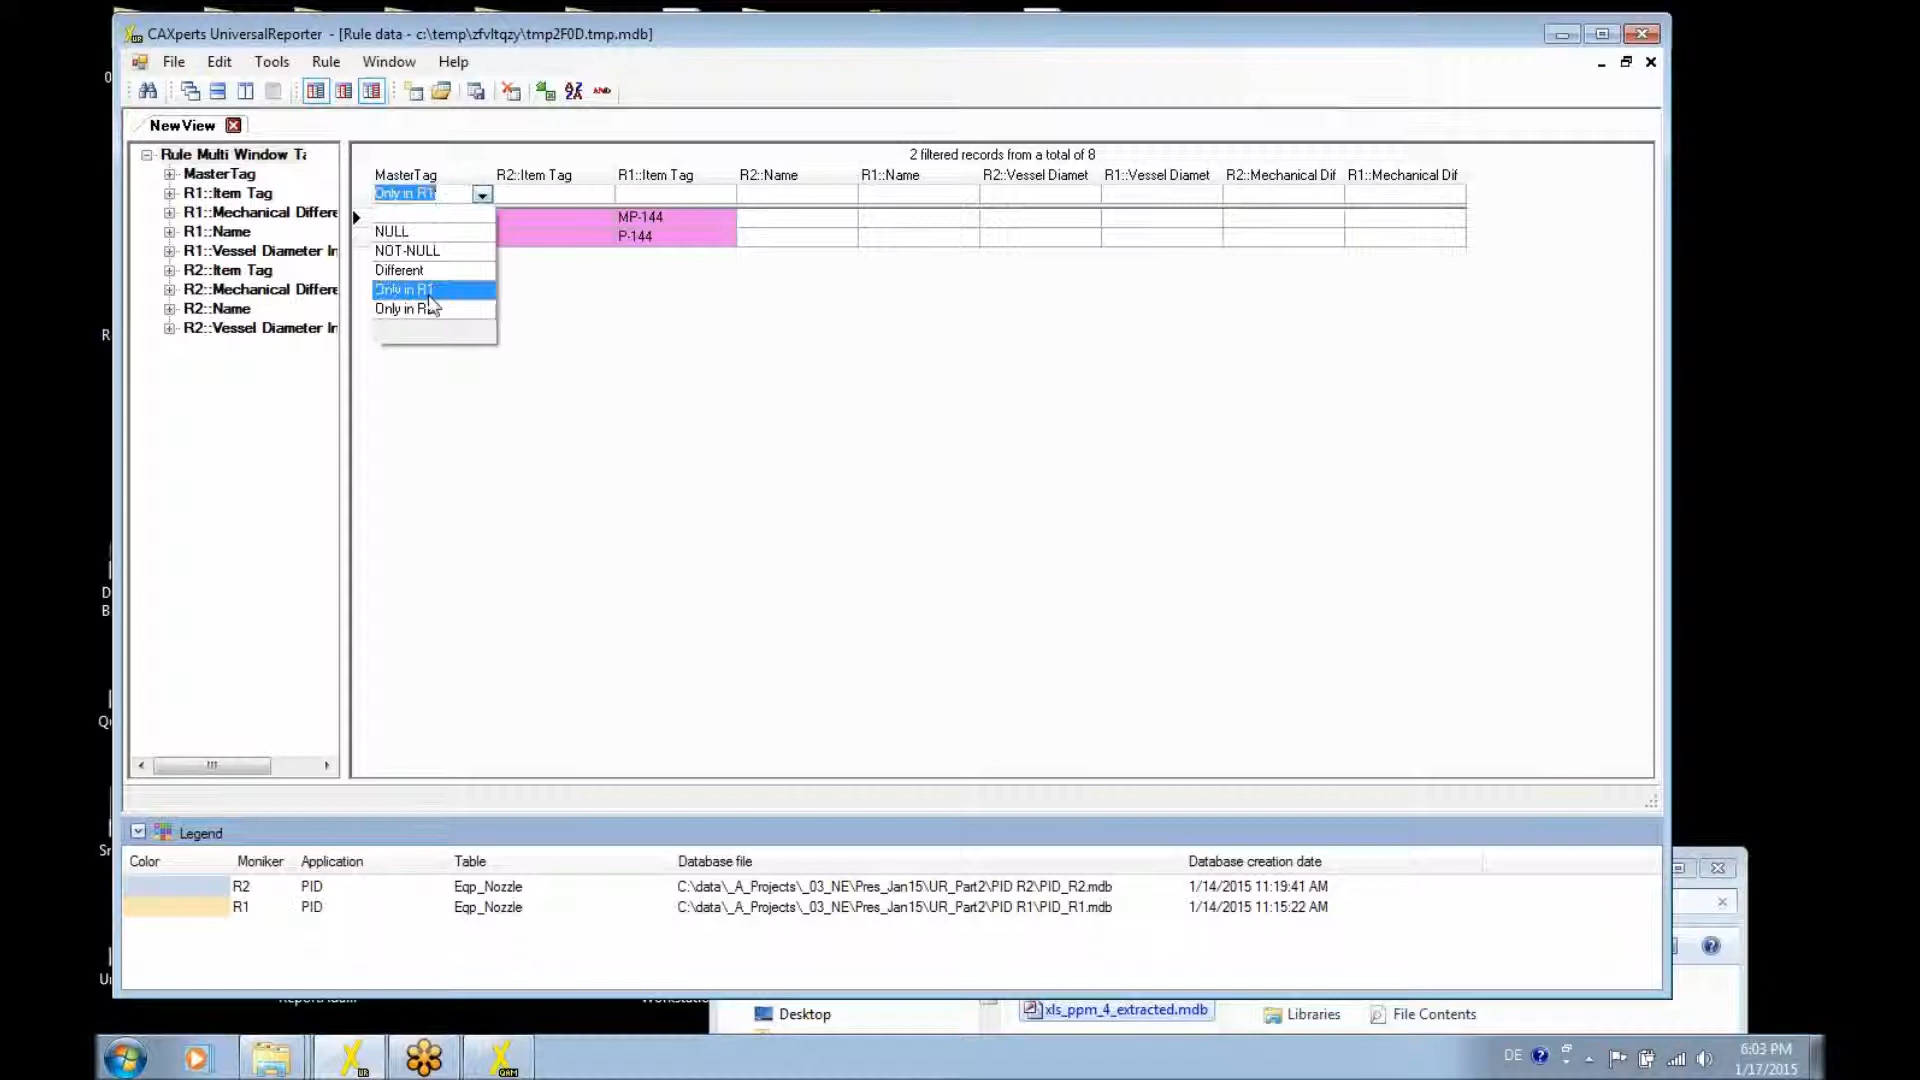 CAXperts UniversalReporter - [Rule data - c:\temp\zfvltqzy\tmp2F0D.tmp.mdb]
File Edit Tools Rule Window Help
NewView
Rule Multi Window Ta
MasterTag
R1::Item Tag
R1::Mechanical Differe
R1::Name
R1::Vessel Diameter In
R2::Item Tag
R2::Mechanical Differe
R2::Name
R2::Vessel Diameter In
2 filtered records from a total of 8
MasterTag R2::Item Tag R1::Item Tag R2::Name R1::Name R2::Vessel Diamet R1::Vessel Diamet R2::Mechanical Dif R1::Mechanical Dif
Only in R1
MP-144
P-144
NULL
NOT-NULL
Different
Only in R1
Only in
Legend
Color Moniker Application Table Database file Database creation date
R2 PID Eqp_Nozzle C:\data\_A_Projects\_03_NE\Pres_Jan15\UR_Part2\PID R2\PID_R2.mdb 1/14/2015 11:19:41 AM
R1 PID Eqp_Nozzle C:\data\_A_Projects\_03_NE\Pres_Jan15\UR_Part2\PID R1\PID_R1.mdb 1/14/2015 11:15:22 AM
Desktop xls_ppm_4_extracted.mdb Libraries File Contents
UR
QAM
DE
6:03 PM
1/17/2015